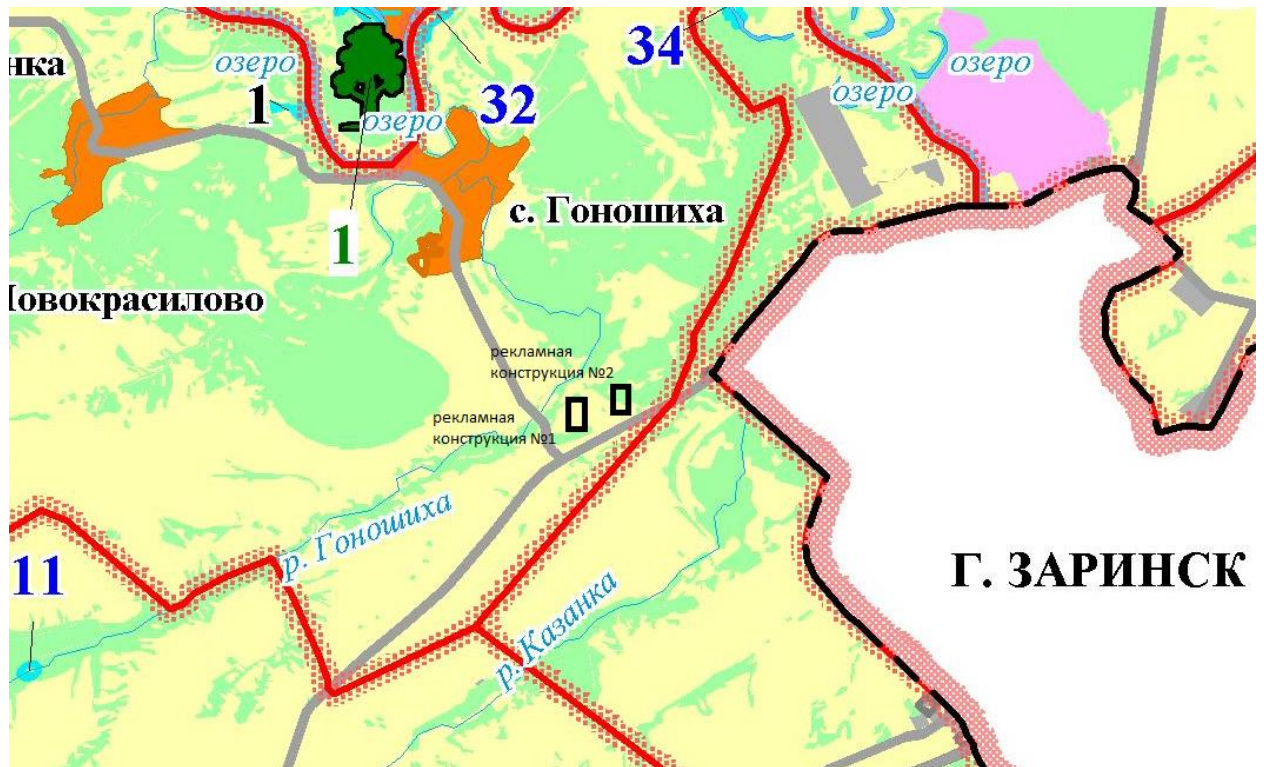 34
нка
озеро
озеро
1
32
озеро
озеро
с. Гоношиха
1
Новокрасилово
рекламная
конструкция №2
рекламная
конструкция №1
р. Гоношиха
11
Г. ЗАРИНСК
р. Казанка